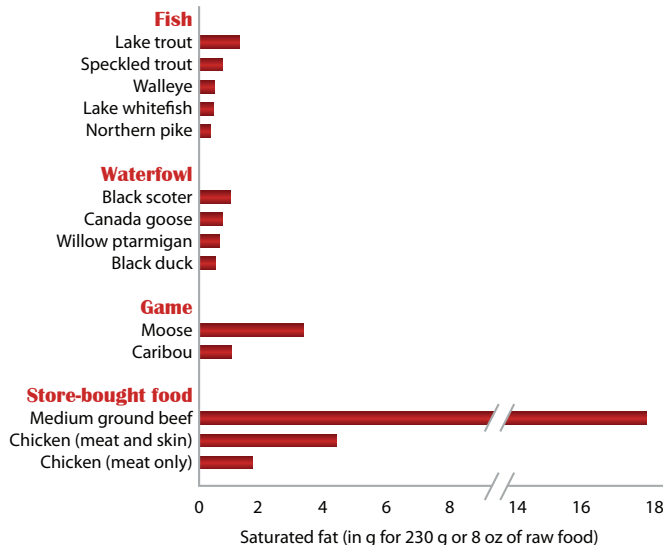 Fish
Lake trout
Speckled trout
Walleye
Lake whitefish
Northern pike
Waterfowl
Black scoter
Canada goose
Willow ptarmigan
Black duck
Game
Moose
Caribou
Store-bought food
Medium ground beef
Chicken (meat and skin)
Chicken (meat only)
0 2 4 6 8 14 16 18
Saturated fat (in g for 230 g or 8 oz of raw food)